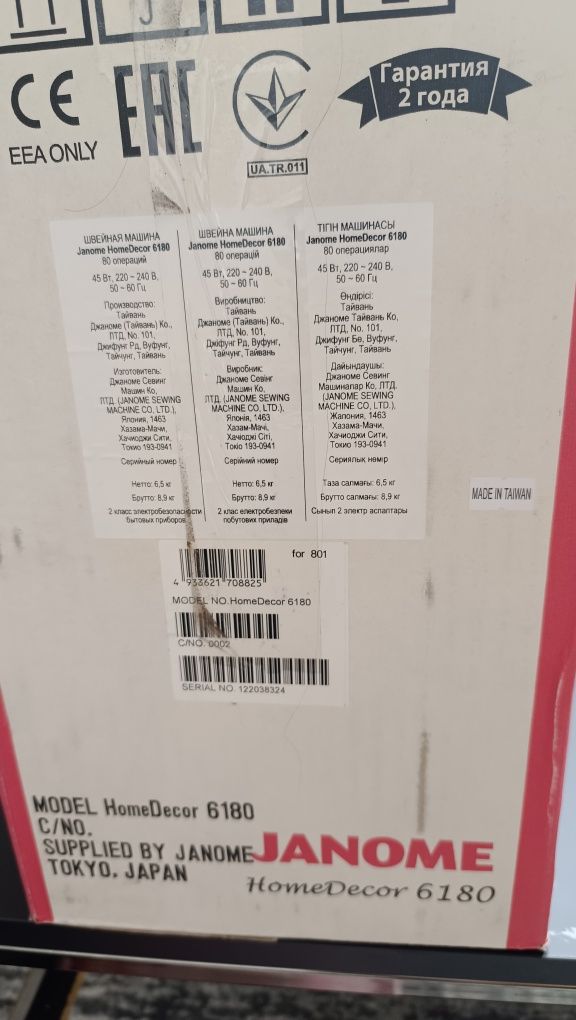 CE
EEA ONLY
EAC
UA.TR.011
Гарантия
2 года
ШВЕЙНАЯ МАШИНА
Janome HomeDecor 6180
80 операций
45 Вт, 220 ~ 240 В,
50 ~ 60 Гц
Производство:
Тайвань
Джаноме (Тайвань) Ко.,
ЛТД, No. 101,
Джифунг Рд, Вуфунг,
Тайчунг, Тайвань
Изготовитель:
Джаноме Севинг
Машин Ко,
ЛТД. (JANOME SEWING
MACHINE CO, LTD.),
Япония, 1463
Хазама-Мачи,
Хачиоджи Сити,
Токио 193-0941
Серийный номер
Нетто: 6,5 кг
Брутто: 8,9 кг
2 класс электробезопасности
бытовых приборов
ШВЕЙНА МАШИНА
Janome HomeDecor 6180
80 операцій
45 Вт, 220 ~ 240 В,
50 ~ 60 Гц
Виробництво:
Тайвань
Джаноме (Тайвань) Ко.,
ЛТД, No. 101,
Джифунг Рд, Вуфунг,
Тайчунг, Тайвань
Виробник:
Джаноме Севінг
Машин Ко,
ЛТД. (JANOME SEWING
MACHINE CO, LTD.),
Японія, 1463
Хазам-Мачі,
Хачіоджі Сіті,
Токіо 193-0941
Серійний номер
Нетто: 6,5 кг
Брутто: 8,9 кг
2 клас електробезпеки
побутових приладів
ТІГІН МАШИНАСЫ
Janome HomeDecor 6180
80 операциялар
45 Вт, 220 ~ 240 В,
50 ~ 60 Гц
Өндірісі:
Тайвань
Джаноме Тайвань Ко,
ЛТД, No. 101,
Джифунг Бө, Вуфунг,
Тайчунг, Тайвань
Дайындаушы:
Джаноме Севинг
Машиналар Ко, ЛТД.
(JANOME SEWING
MACHINE CO, LTD.),
Жапония, 1463
Хазама-Мачи,
Хачиоджи Сити,
Токио 193-0941
Сериялық нөмір
Таза салмағы: 6,5 кг
Брутто салмағы: 8,9 кг
Сынып 2 электр аспаптары
MADE IN TAIWAN
for 801
4 933621 708825
MODEL NO.HomeDecor 6180
C/NO. 0002
SERIAL NO. 122038324
MODEL HomeDecor 6180
C/NO.
SUPPLIED BY JANOME
TOKYO. JAPAN
JANOME
HomeDecor 6180